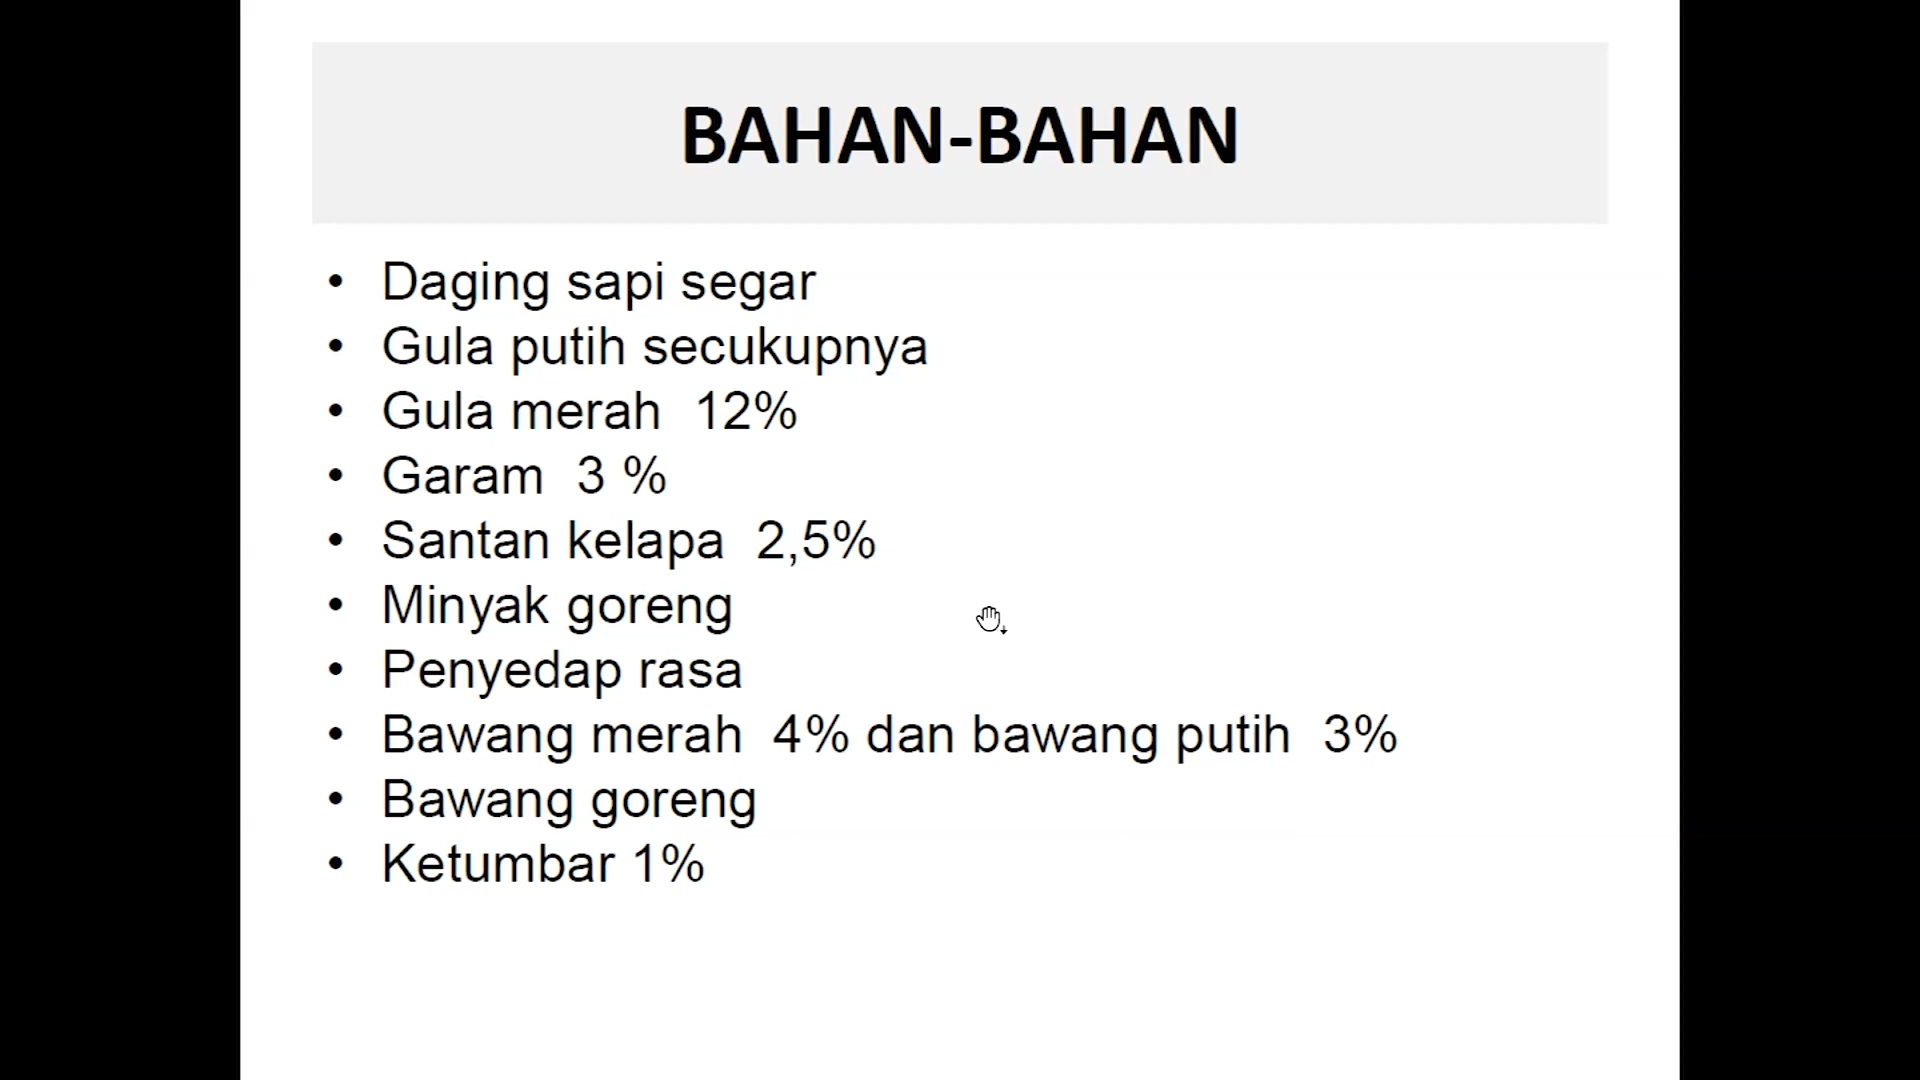 BAHAN-BAHAN
• Daging sapi segar
• Gula putih secukupnya
• Gula merah  12%
• Garam  3 %
• Santan kelapa  2,5%
• Minyak goreng
• Penyedap rasa
• Bawang merah  4% dan bawang putih  3%
• Bawang goreng
• Ketumbar 1%